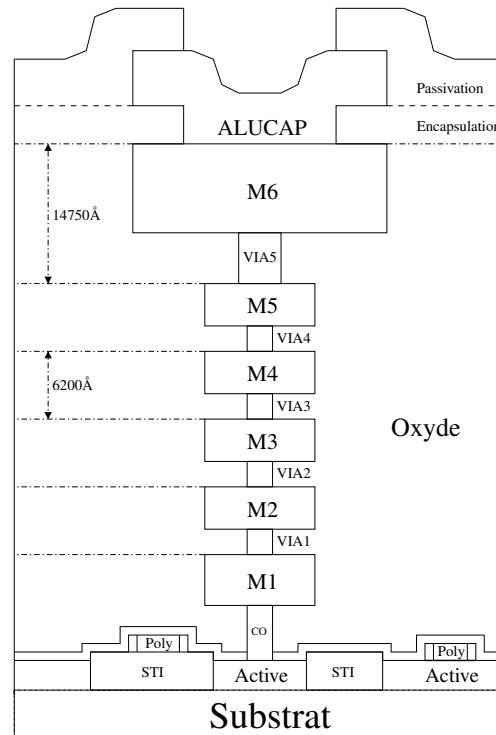 Passivation
ALUCAP
Encapsulation
M6
14750Å
VIA5
M5
VIA4
M4
6200Å
VIA3
M3
Oxyde
VIA2
M2
VIA1
M1
CO
Poly
Poly
STI
Active
STI
Active
Substrat